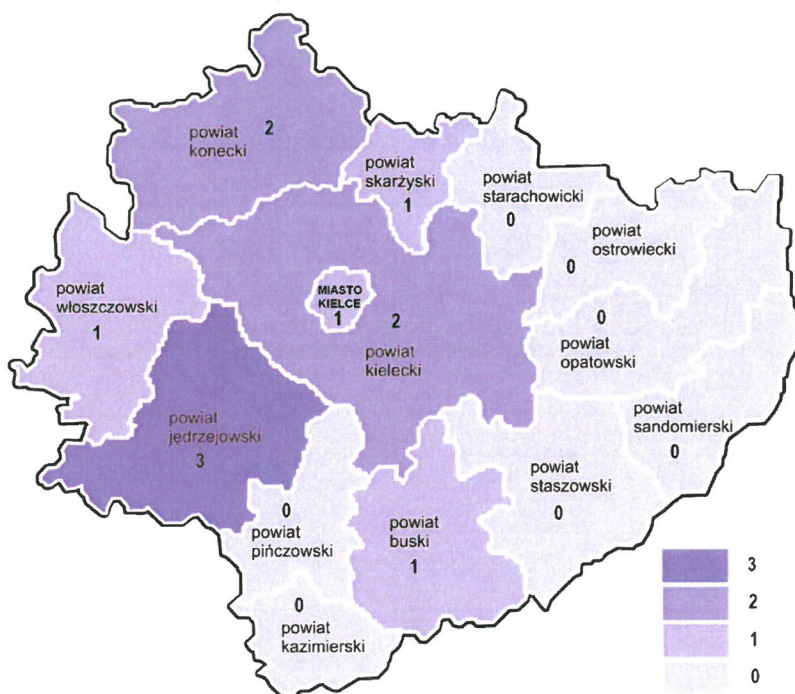 powiat
konecki
2
powiat
skarżyski
1
powiat
starachowicki
0
powiat
ostrowiecki
0
powiat
włoszczowski
1
MIASTO
KIELCE
1
2
powiat
kielecki
0
powiat
opatowski
powiat
jędrzejowski
3
powiat
sandomierski
0
powiat
staszowski
0
0
powiat
pińczowski
powiat
buski
1
0
powiat
kazimierski
3
2
1
0